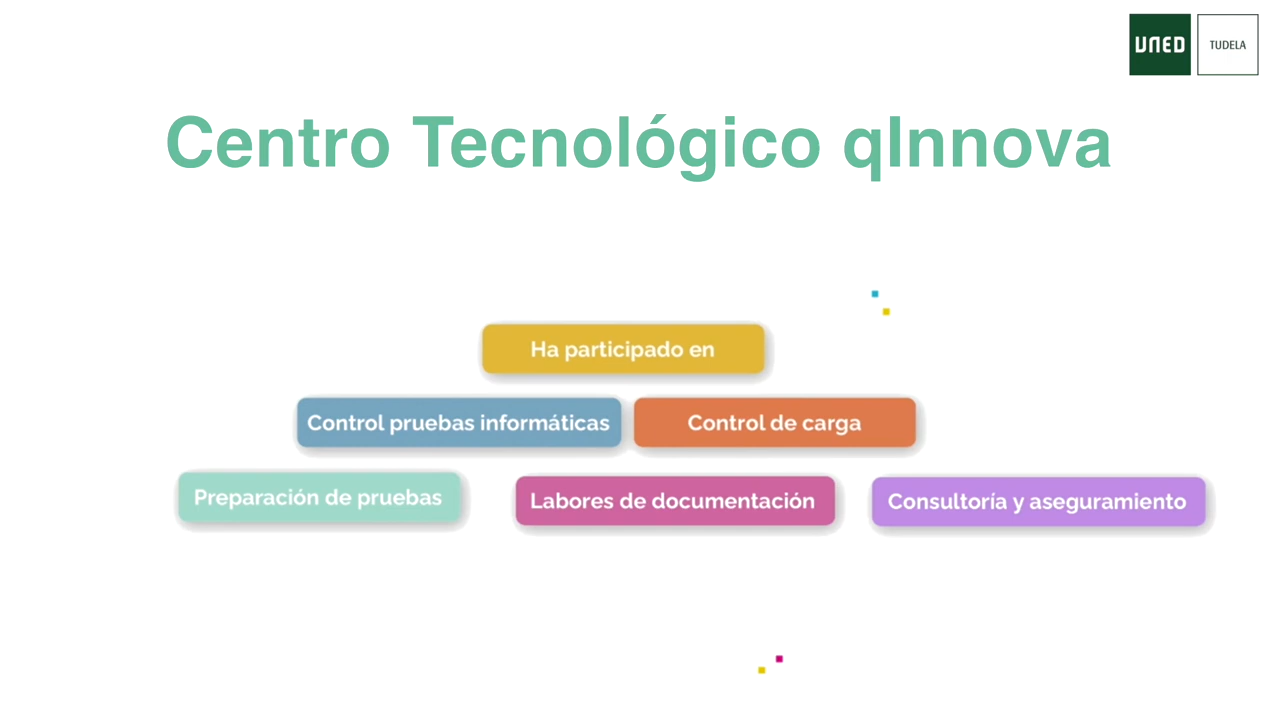 UNED
TUDELA
Centro Tecnológico qInnova
Ha participado en
Control pruebas informáticas
Control de carga
Preparación de pruebas
Labores de documentación
Consultoría y aseguramiento